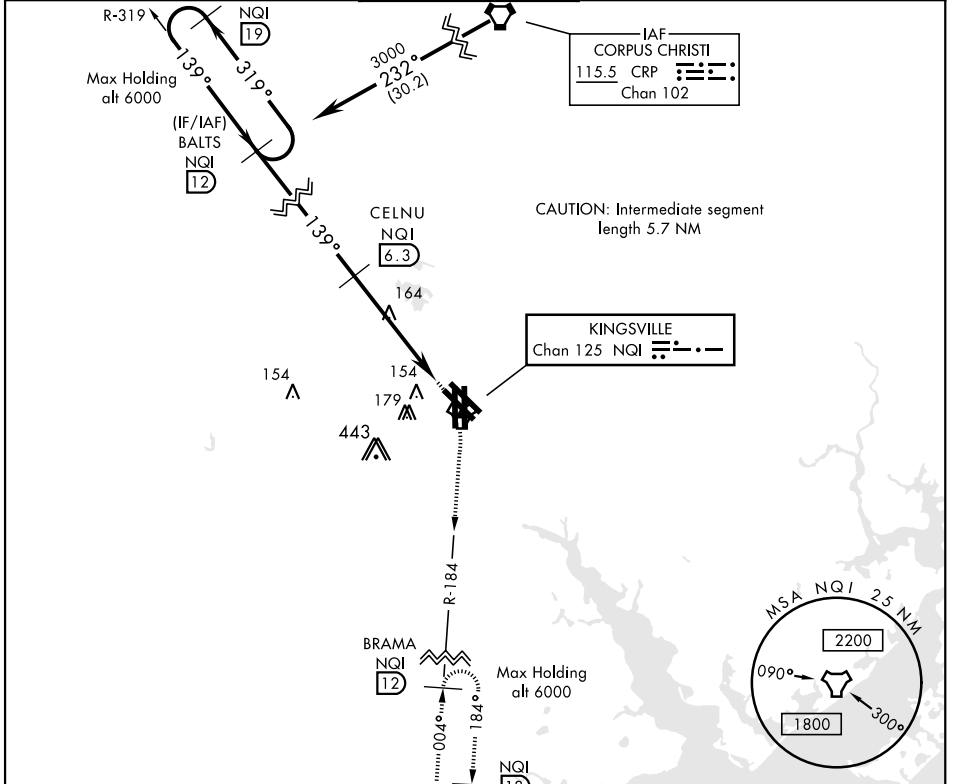 R-319
NQI
19
139°
319°
Max Holding
alt 6000
3000
232°
(30.2)
IAF
CORPUS CHRISTI
115.5 CRP
Chan 102
(IF/IAF)
BALTS
NQI
12
139°
CELNU
NQI
6.3
CAUTION: Intermediate segment
length 5.7 NM
164
KINGSVILLE
Chan 125 NQI
154
154
179
443
R-184
BRAMA
NQI
12
Max Holding
alt 6000
004°
184°
NQI
MSA NQI 25 NM
2200
090°
1800
300°